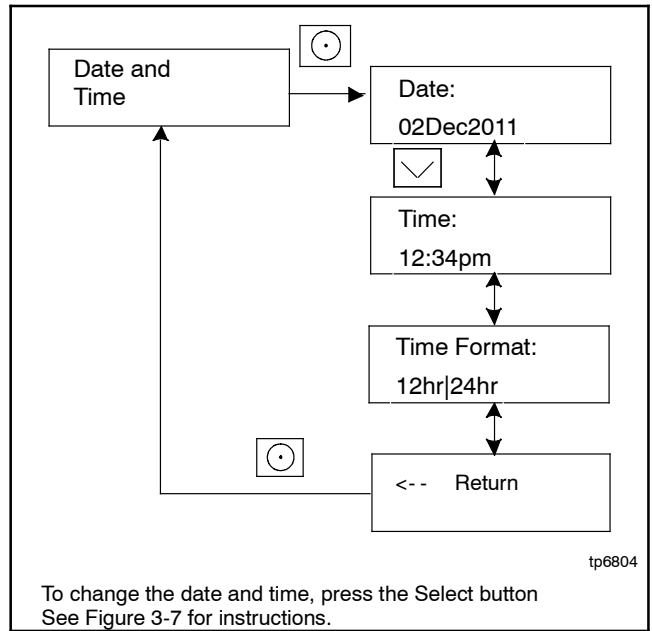 Date and
Time
Date:
02Dec2011
Time:
12:34pm
Time Format:
12hr|24hr
<-- Return
tp6804
To change the date and time, press the Select button
See Figure 3-7 for instructions.